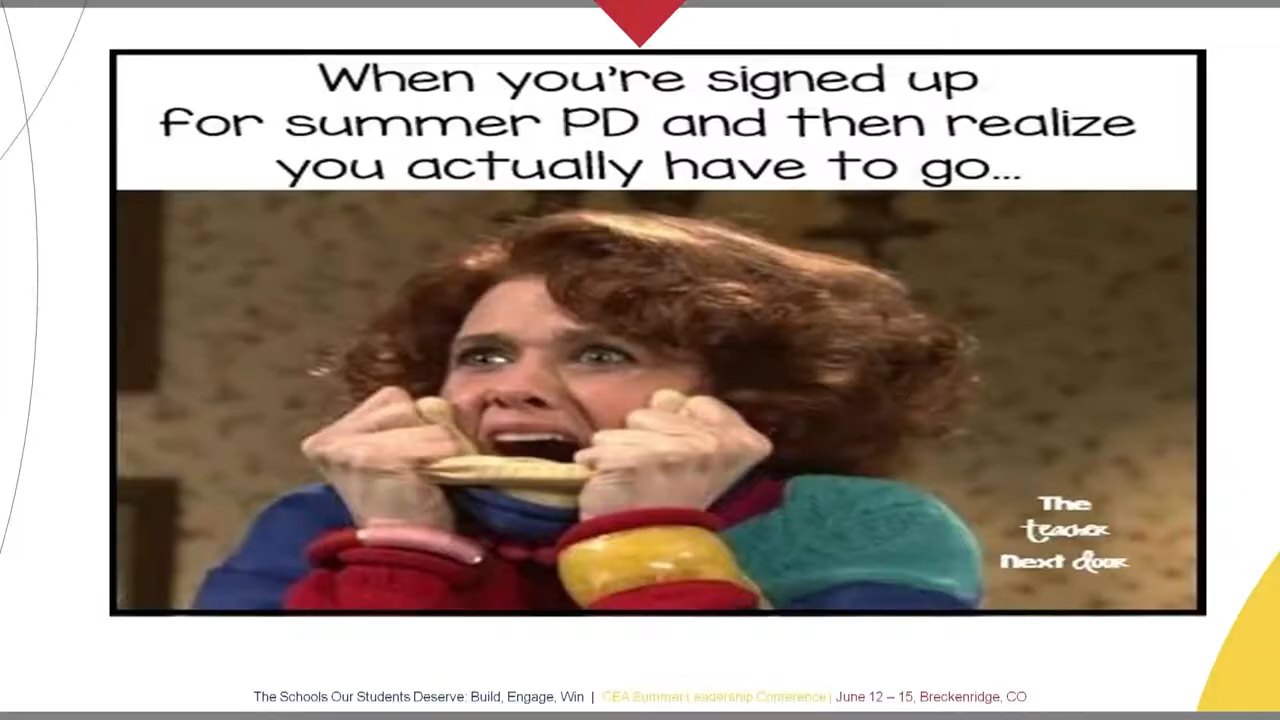 When you're signed up
for summer PD and then realize
you actually have to go...
The
teacher
Next door
The Schools Our Students Deserve: Build, Engage, Win | CEA Summer Leadership Conference | June 12 – 15, Breckenridge, CO